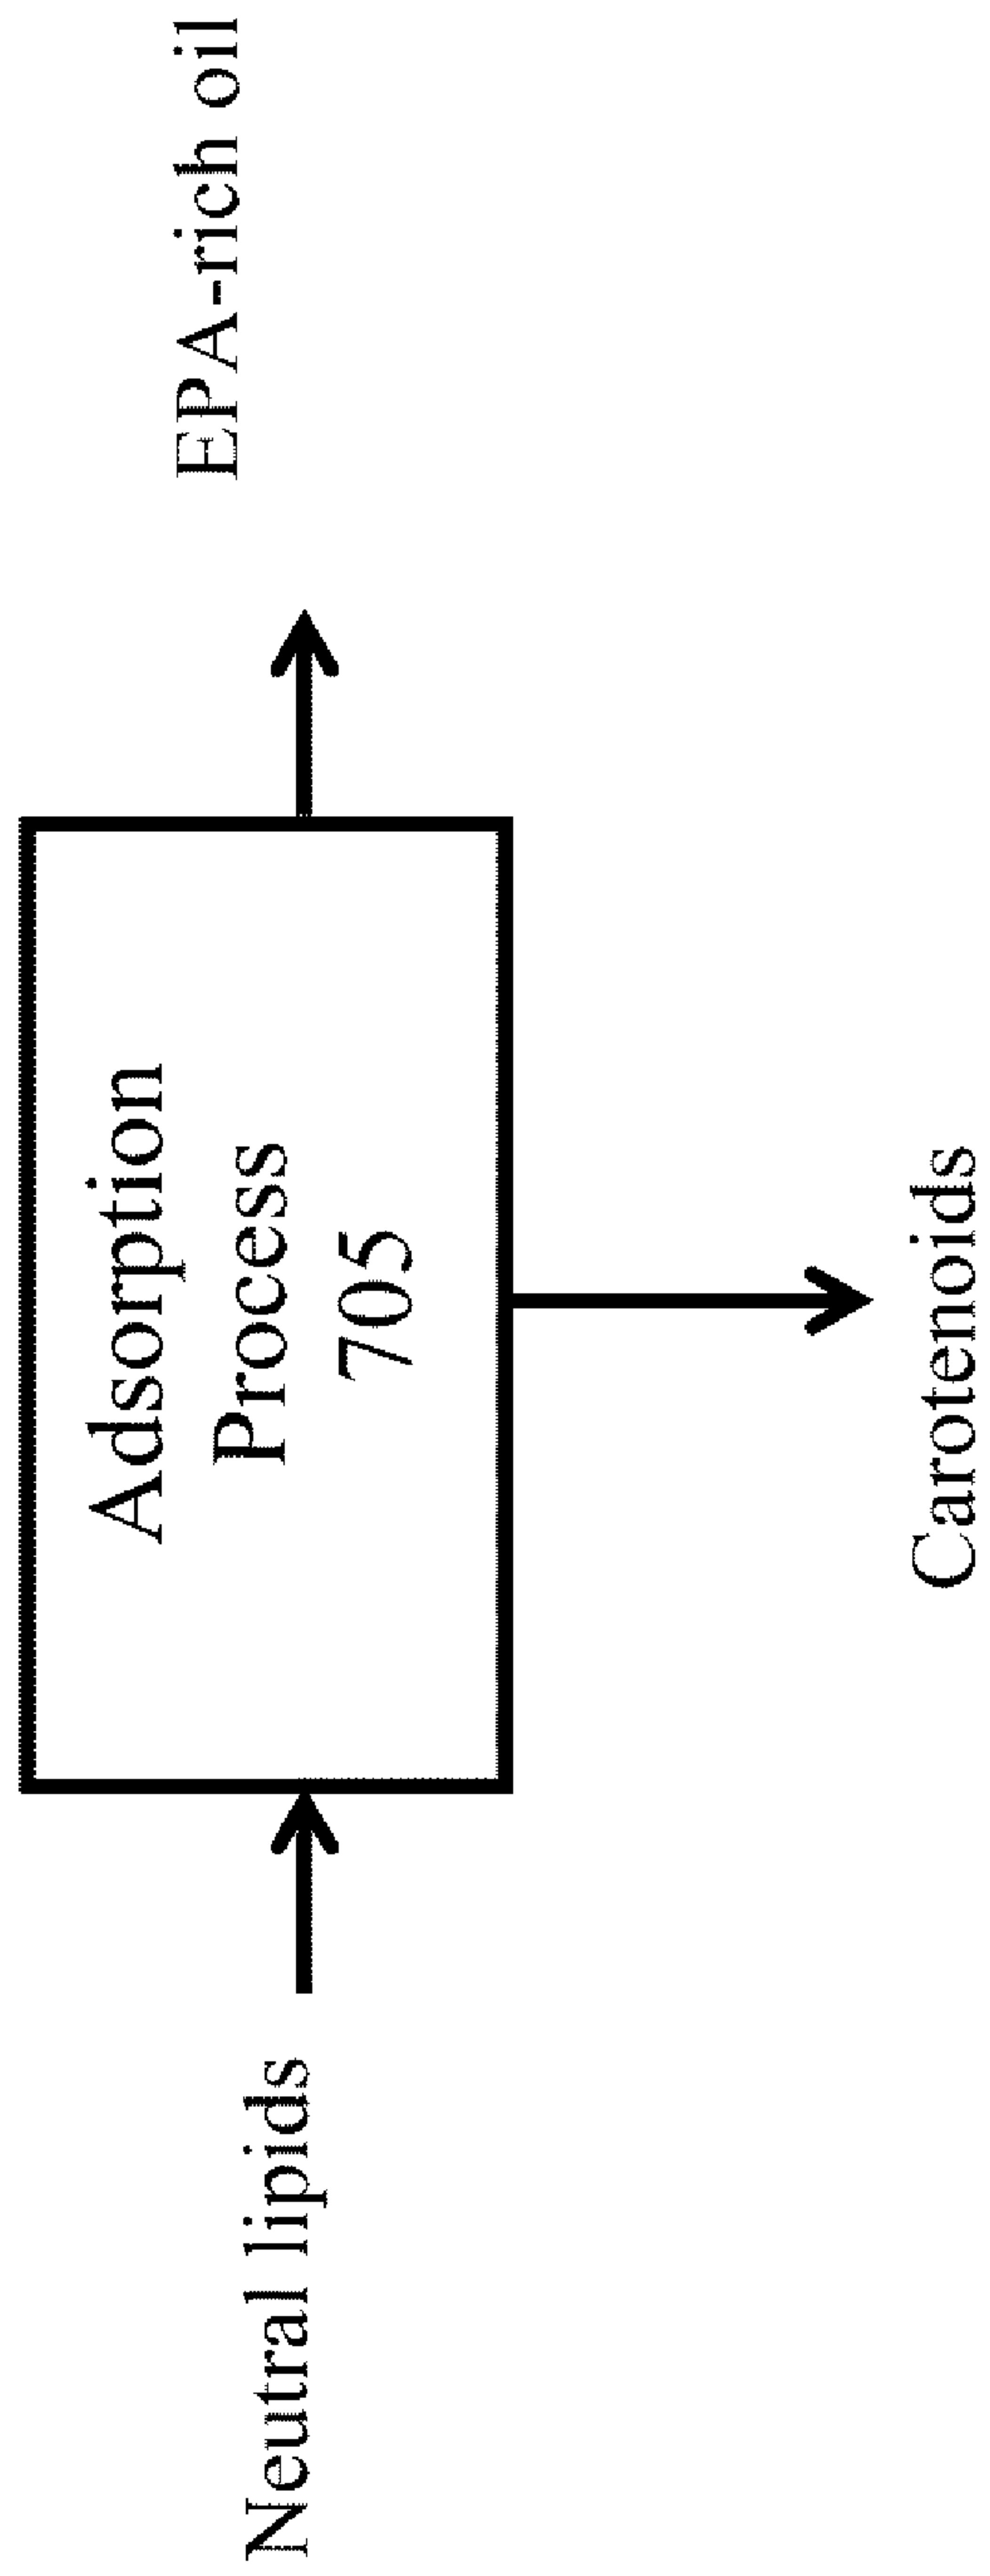 Neutral lipids
Adsorption
Process
705
EPA-rich oil
Carotenoids